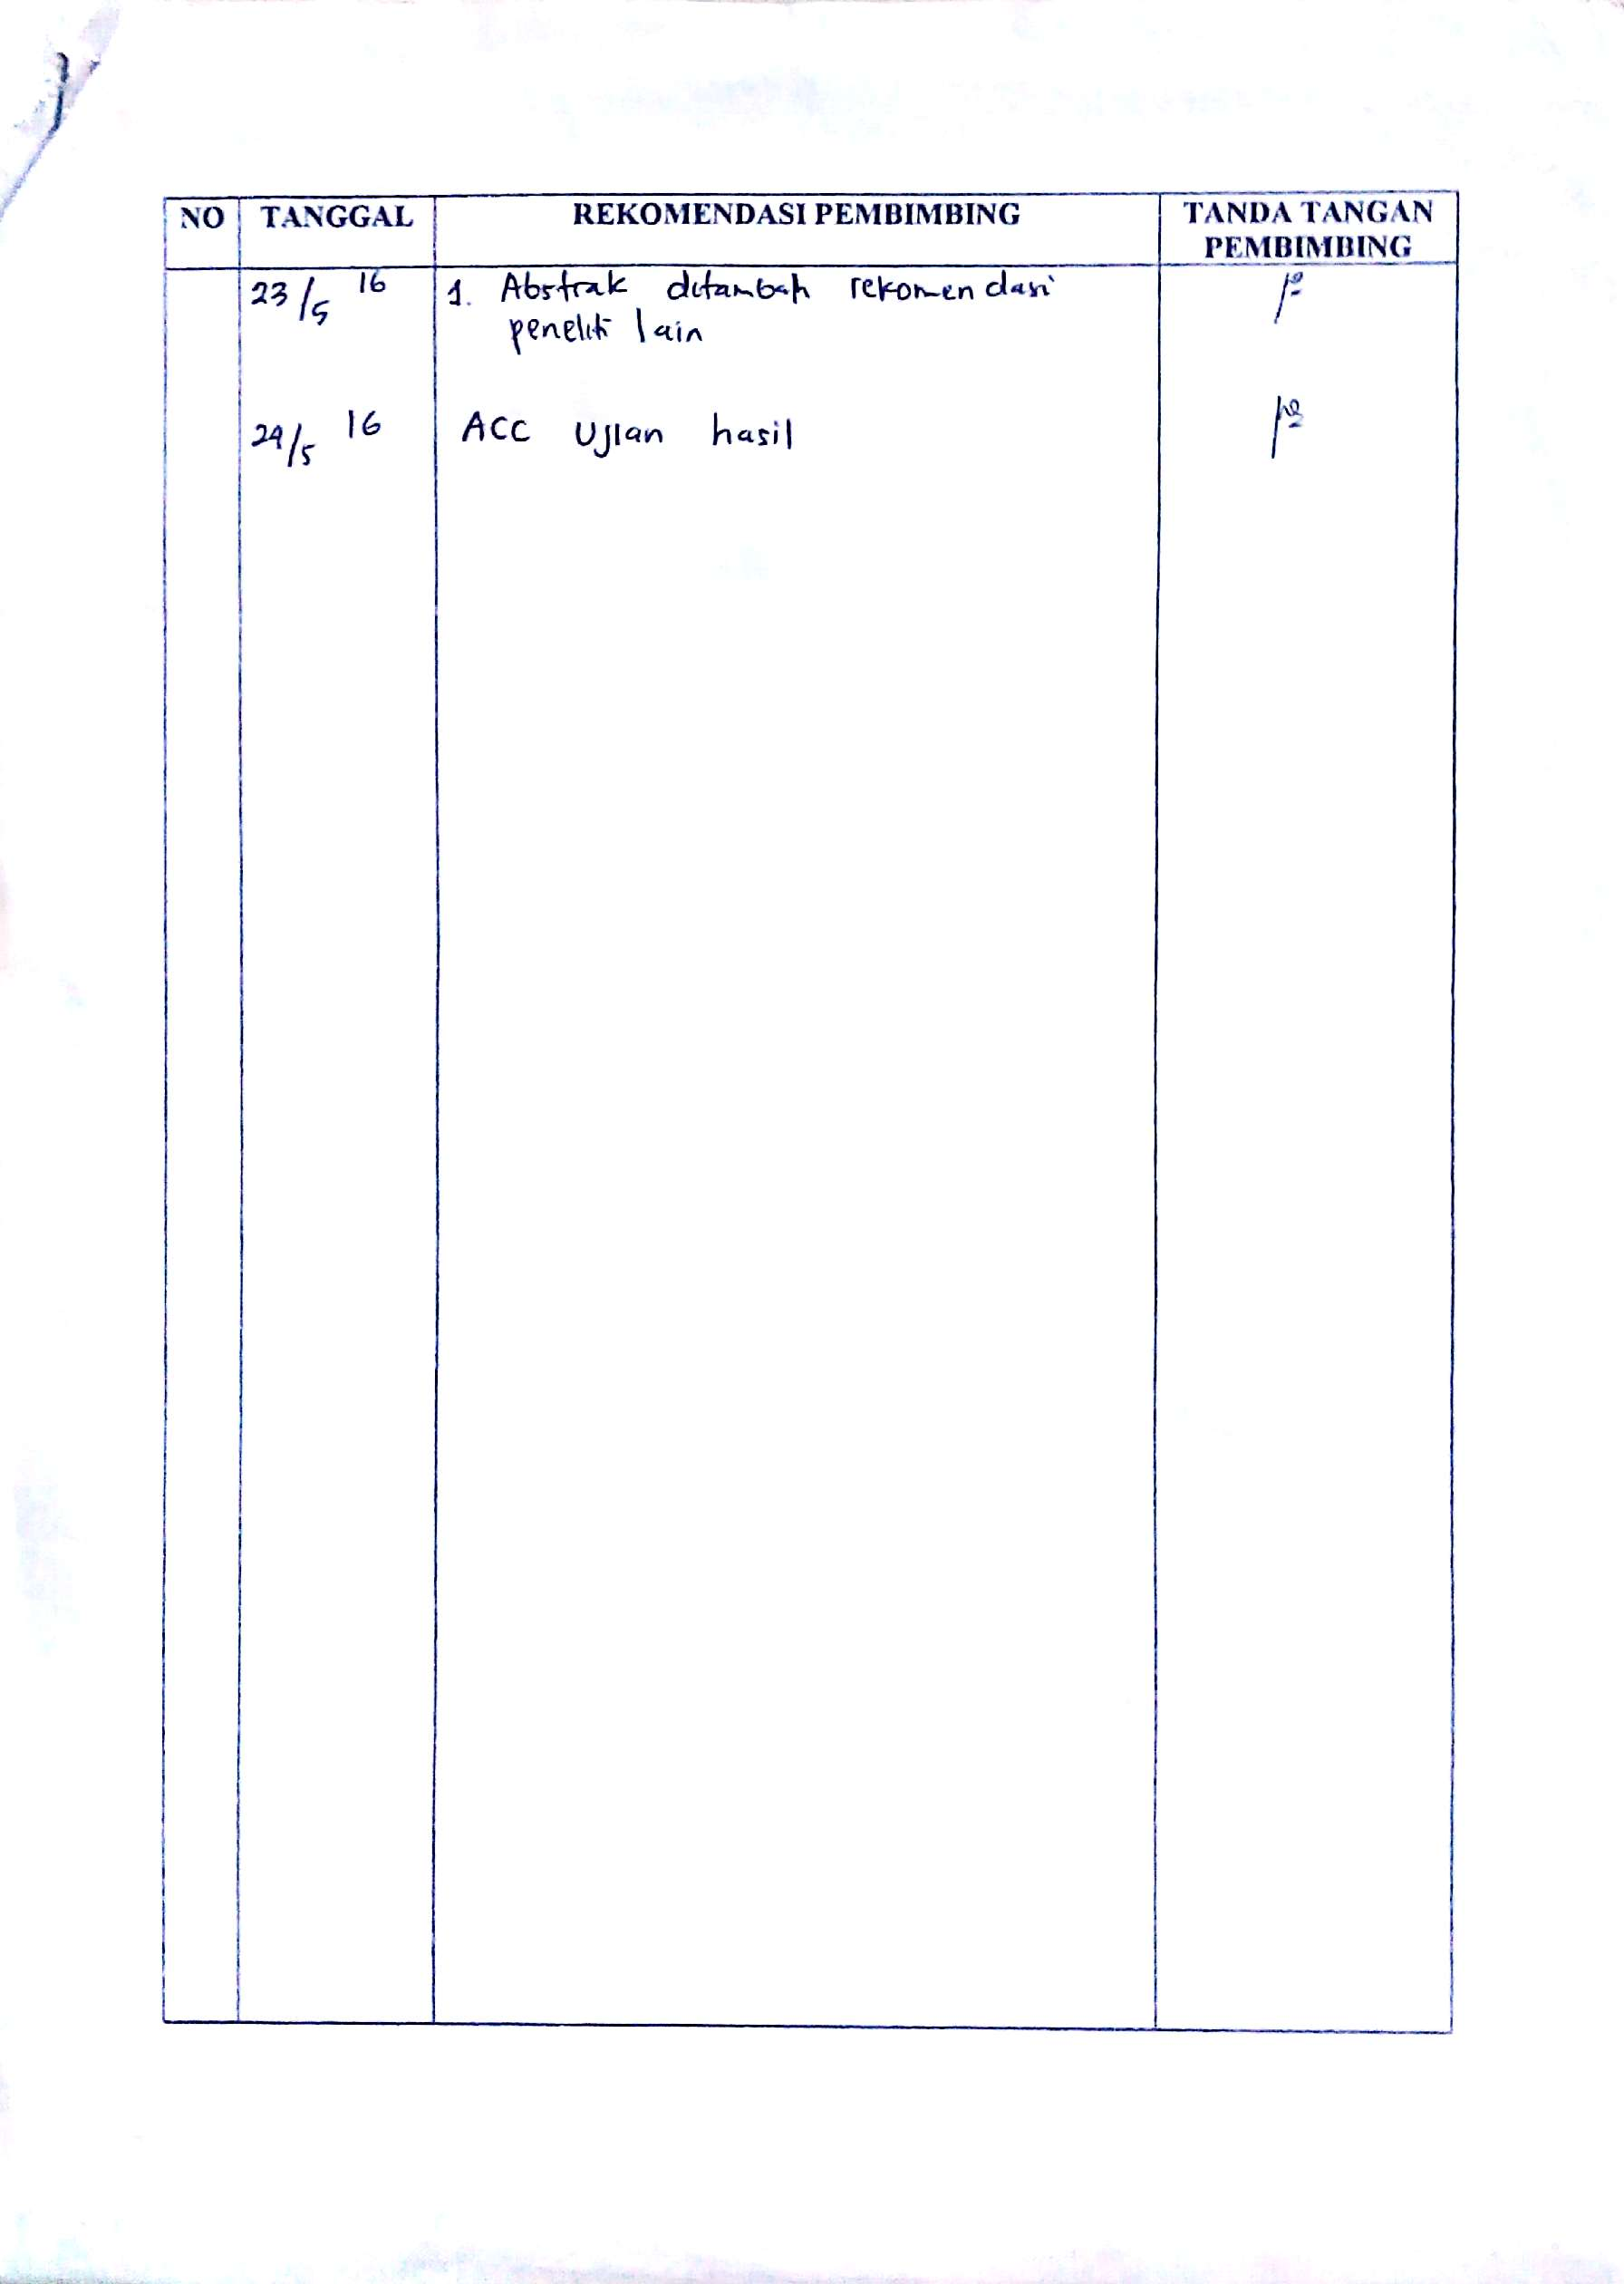 NO TANGGAL REKOMENDASI PEMBIMBING TANDA TANGAN
PEMBIMBING
23/5 16 1. Abstrak ditambah rekomendasi
peneliti lain
24/5 16 ACC Ujian hasil